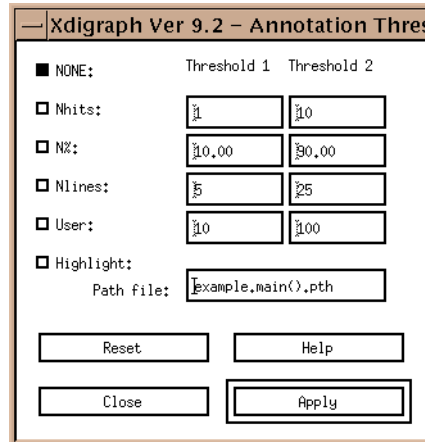 Xdigraph Ver 9.2 – Annotation Thres
NONE: Threshold 1 Threshold 2
Nhits: 1 10
N%: 10.00 90.00
Nlines: 5 25
User: 10 100
Highlight:
Path file: example.main().pth
Reset Help
Close Apply